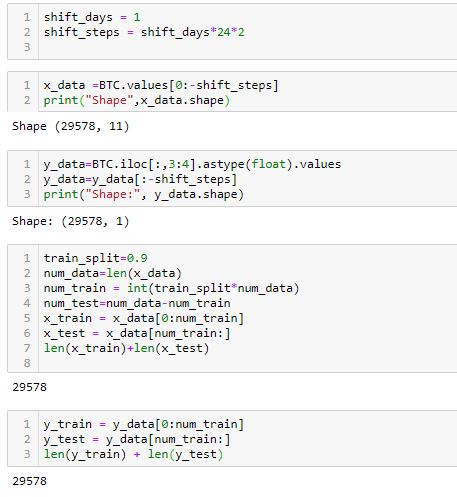 1 shift_days = 1
2 shift_steps = shift_days*24*2
3
1 x_data =BTC.values[0:-shift_steps]
2 print("Shape",x_data.shape)
Shape (29578, 11)
1 y_data=BTC.iloc[:,3:4].astype(float).values
2 y_data=y_data[:-shift_steps]
3 print("Shape:", y_data.shape)
Shape: (29578, 1)
1 train_split=0.9
2 num_data=len(x_data)
3 num_train = int(train_split*num_data)
4 num_test=num_data-num_train
5 x_train = x_data[0:num_train]
6 x_test = x_data[num_train:]
7 len(x_train)+len(x_test)
8
29578
1 y_train = y_data[0:num_train]
2 y_test = y_data[num_train:]
3 len(y_train) + len(y_test)
29578